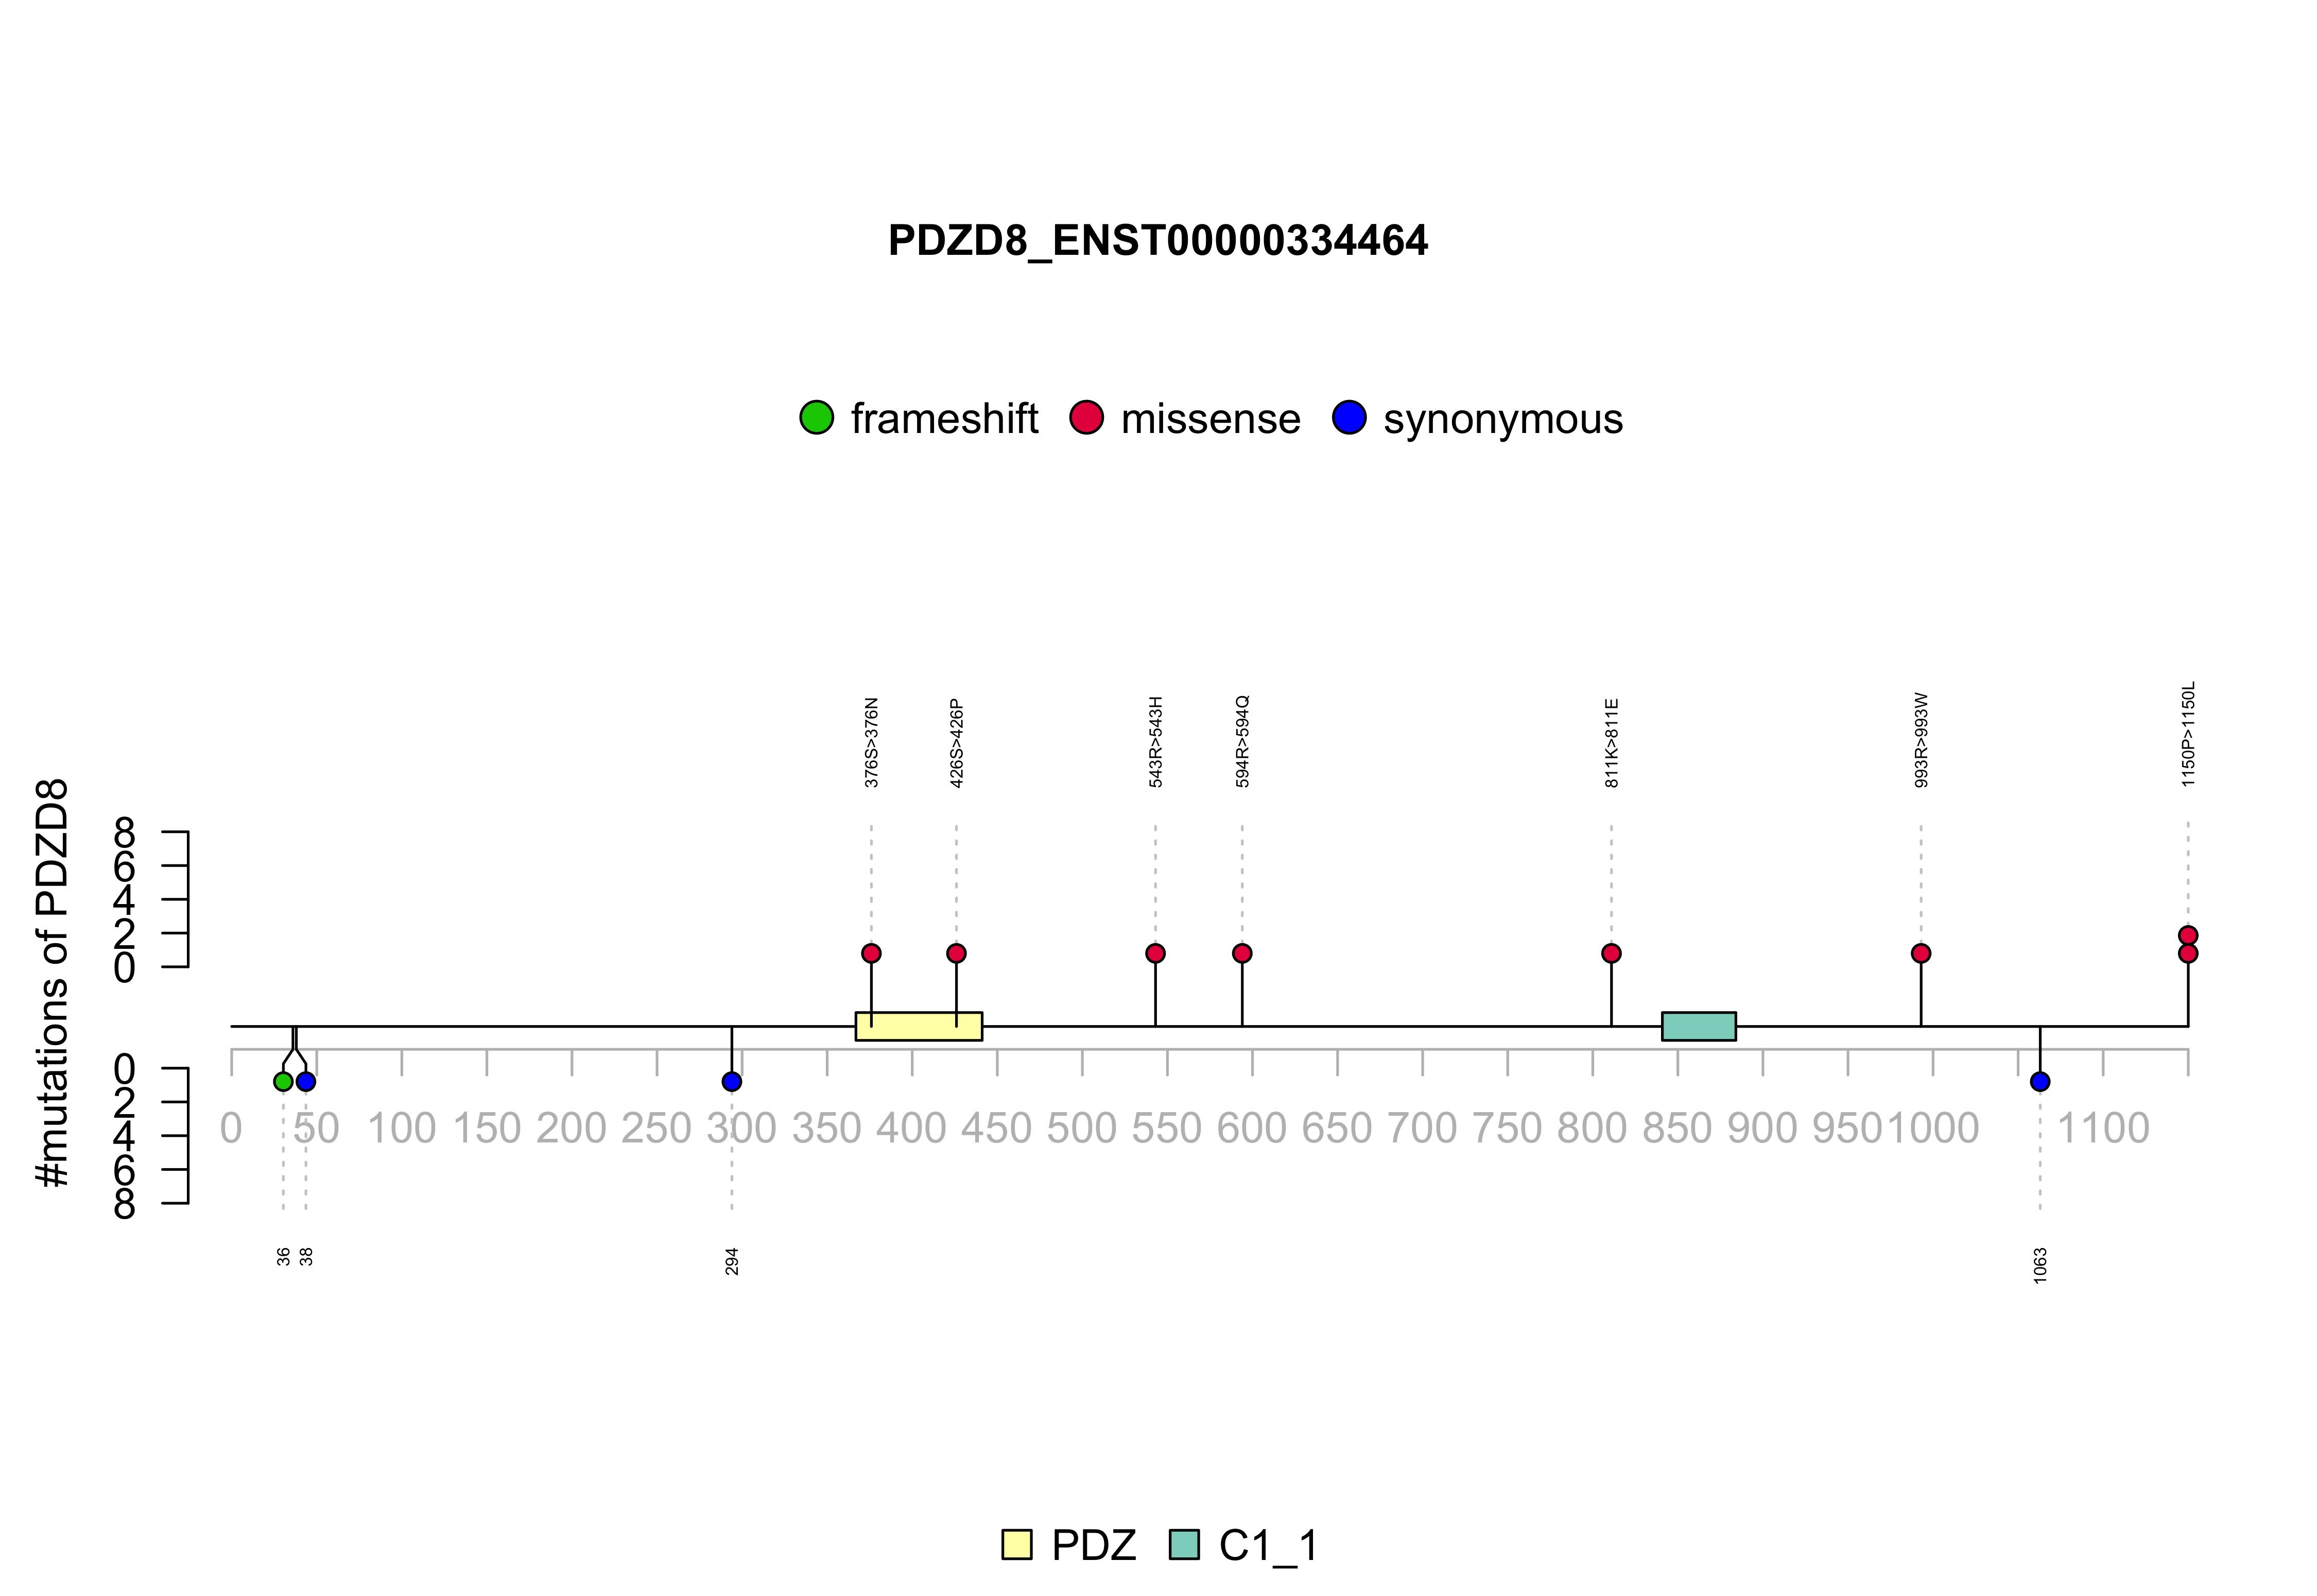 PDZD8_ENST00000334464
frameshift missense synonymous
376S>376N
426S>426P
543R>543H
594R>594Q
811K>811E
993R>993W
1150P>1150L
#mutations of PDZD8
8
6
4
2
0
0
2
4
6
8
0 50 100 150 200 250 300 350 400 450 500 550 600 650 700 750 800 850 900 950 1000 1100
36
38
294
1063
PDZ C1_1